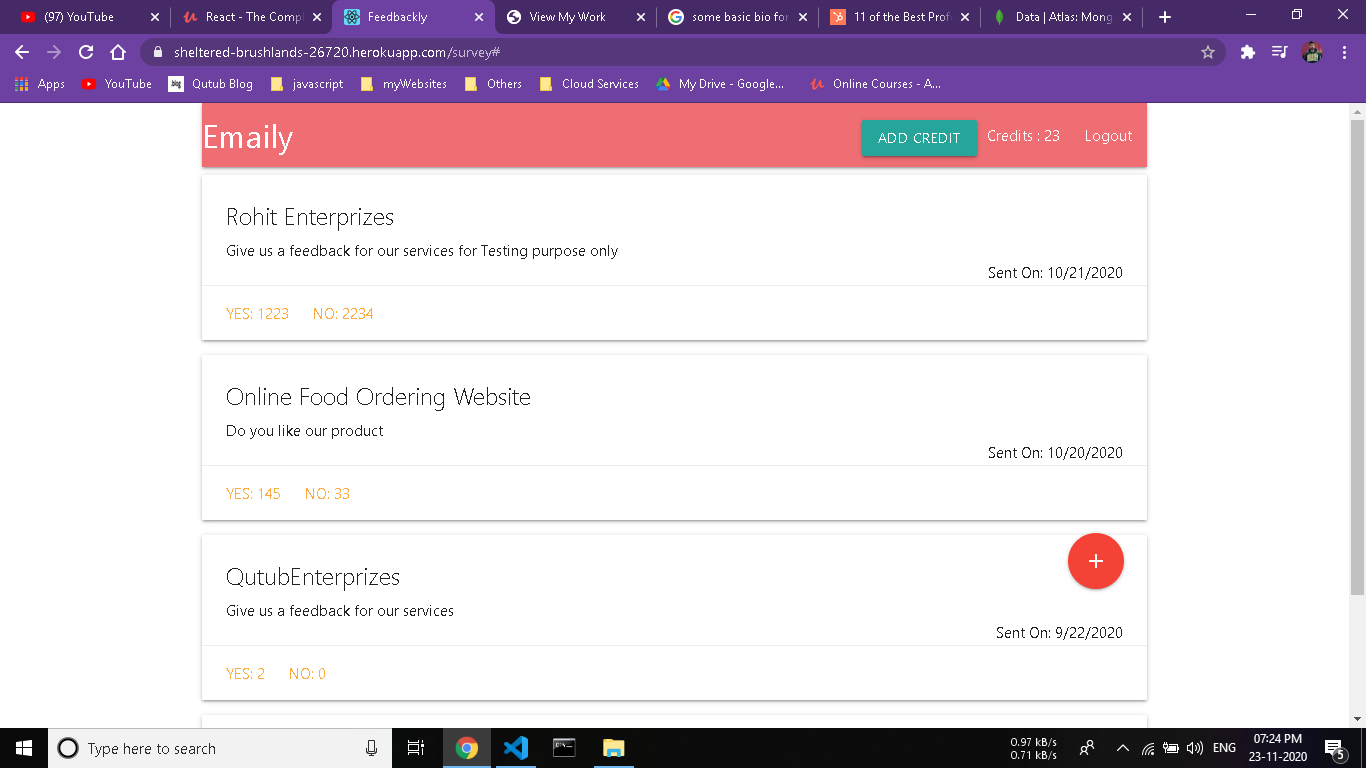 (97) YouTube
React - The Compl
Feedbackly
View My Work
some basic bio for
11 of the Best Prof
Data | Atlas: Mong
sheltered-brushlands-26720.herokuapp.com/survey#
Apps
YouTube
blog
Qutub Blog
javascript
myWebsites
Others
Cloud Services
My Drive - Google...
Online Courses - A...
Emaily
ADD CREDIT
Credits : 23
Logout
Rohit Enterprizes
Give us a feedback for our services for Testing purpose only
Sent On: 10/21/2020
YES: 1223 NO: 2234
Online Food Ordering Website
Do you like our product
Sent On: 10/20/2020
YES: 145 NO: 33
QutubEnterprizes
Give us a feedback for our services
Sent On: 9/22/2020
YES: 2 NO: 0
Type here to search
0.97 kB/s
0.71 kB/s
ENG
07:24 PM
23-11-2020
5